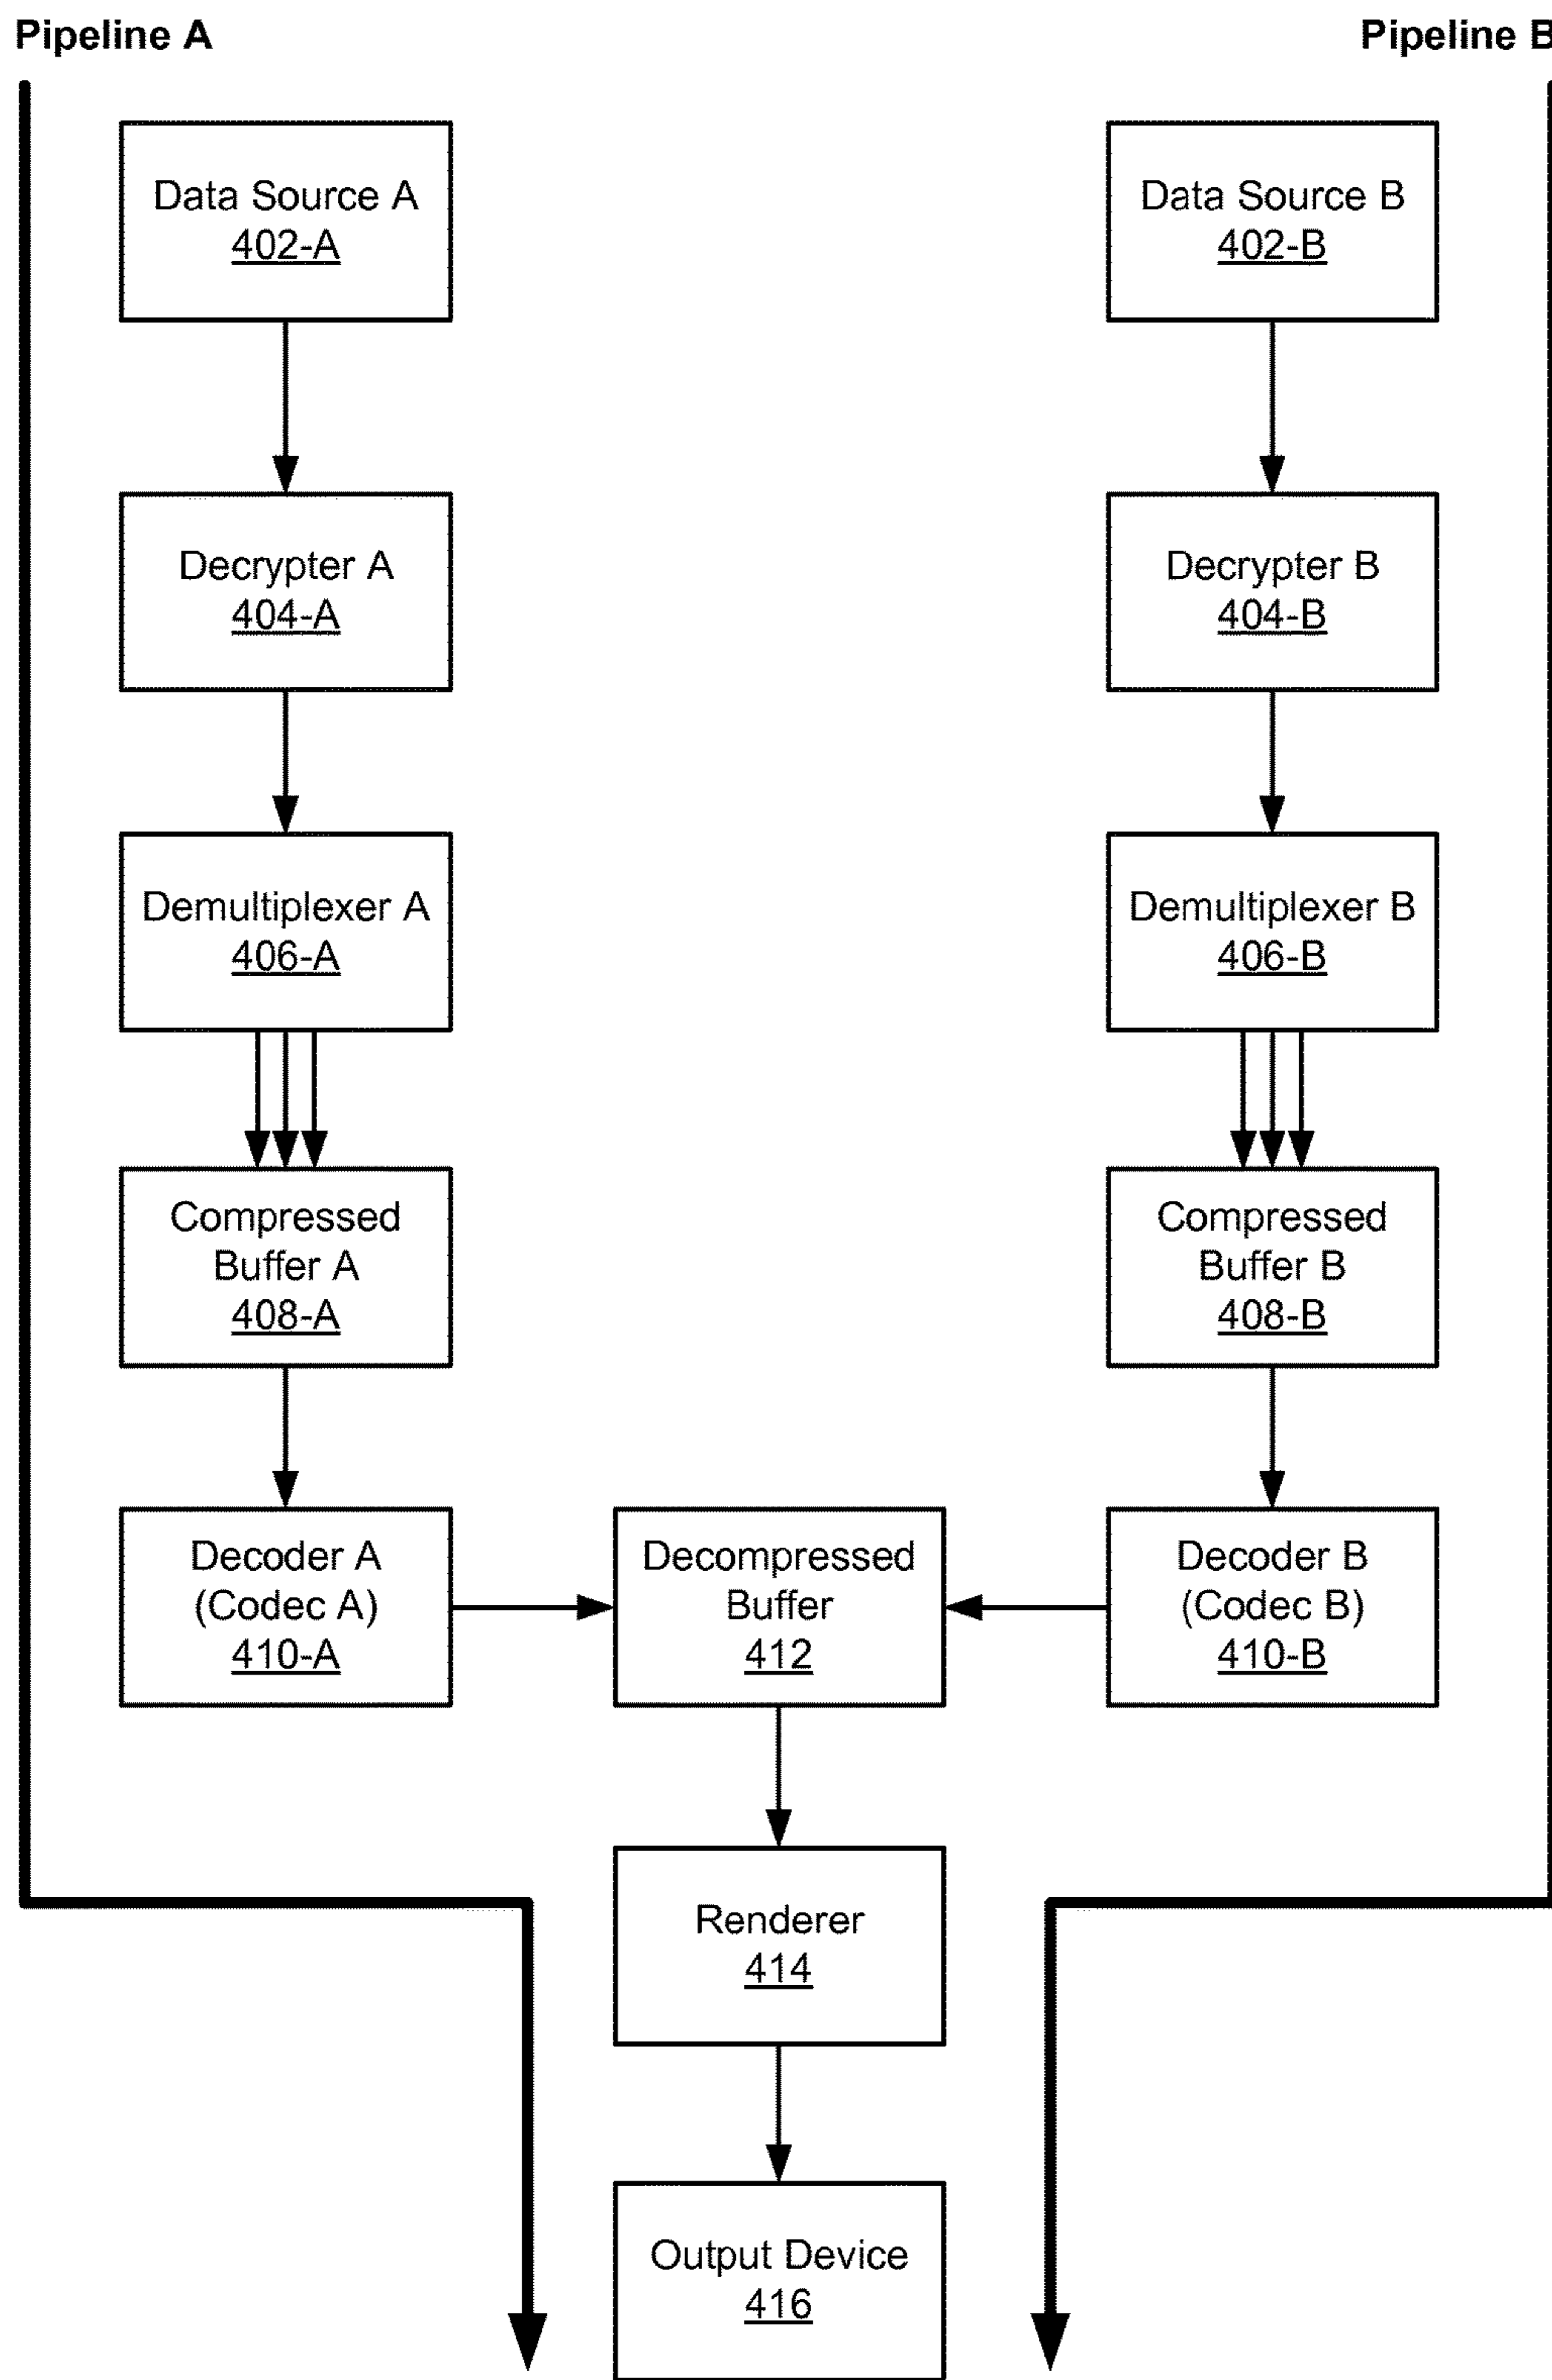 Pipeline A
Pipeline B
Data Source A
402-A
Data Source B
402-B
Decrypter A
404-A
Decrypter B
404-B
Demultiplexer A
406-A
Demultiplexer B
406-B
Compressed
Buffer A
408-A
Compressed
Buffer B
408-B
Decoder A
(Codec A)
410-A
Decompressed
Buffer
412
Decoder B
(Codec B)
410-B
Renderer
414
Output Device
416